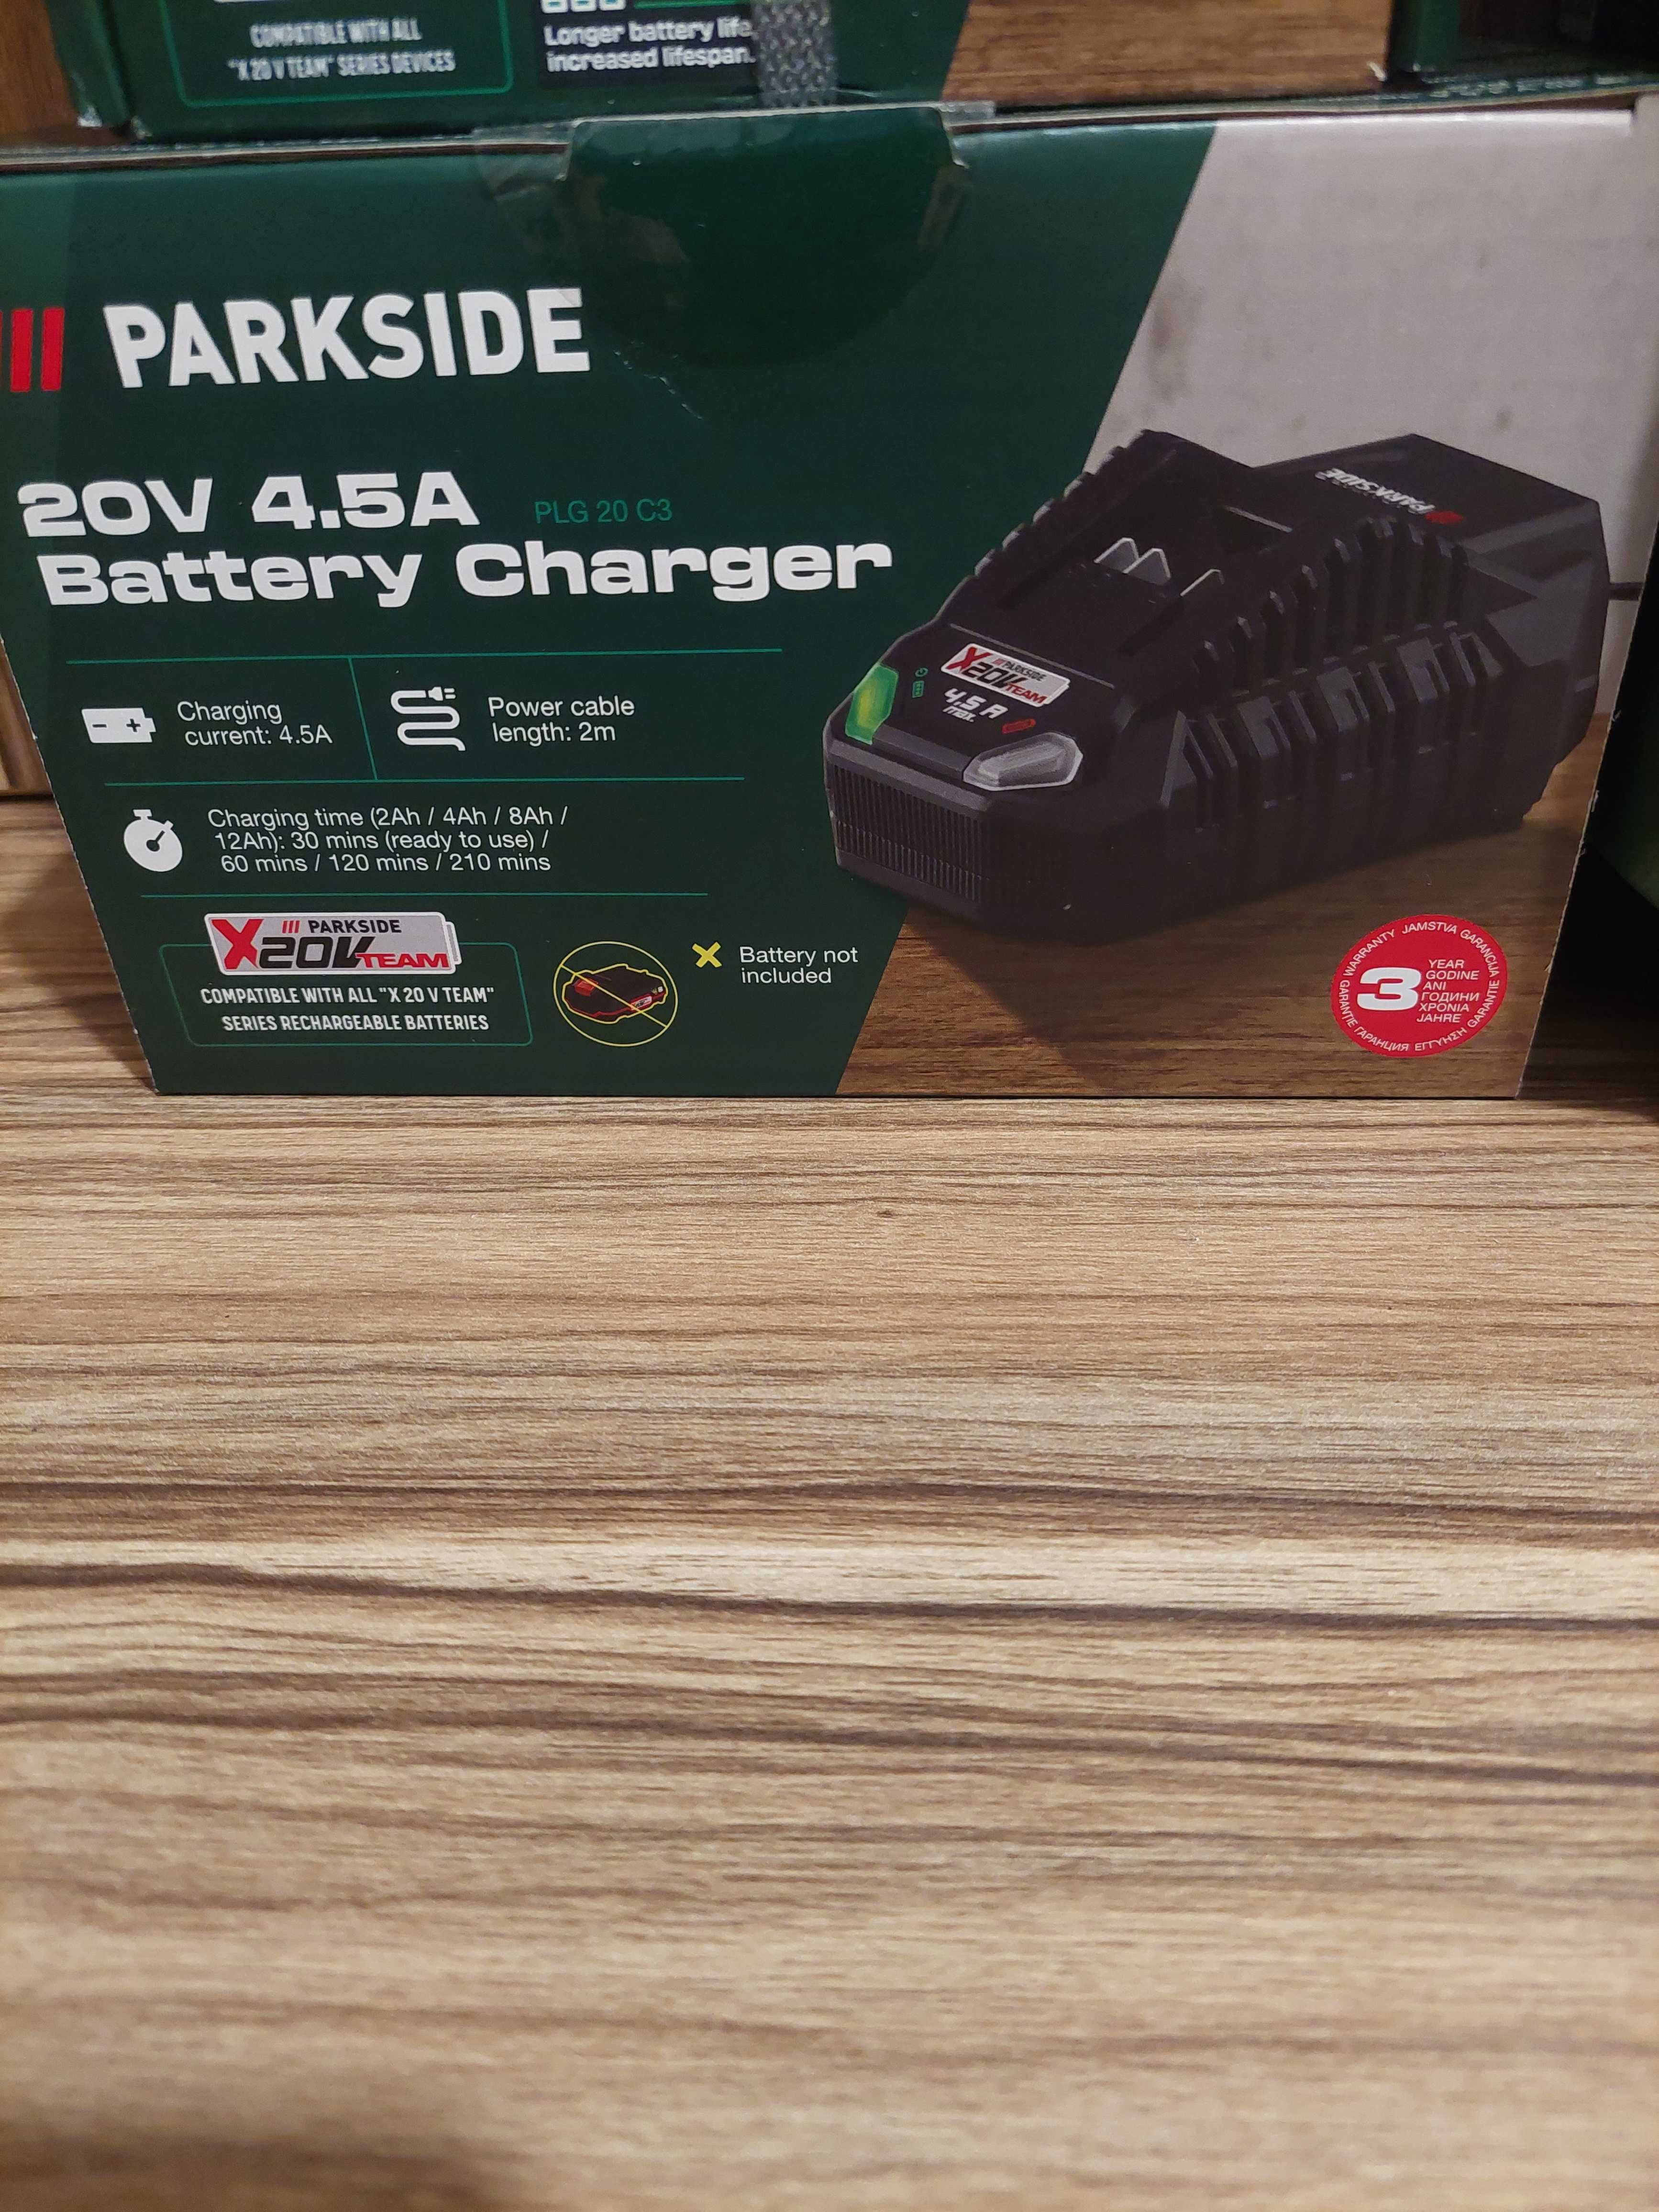 COMPATIBLE WITH ALL
"X 20 V TEAM" SERIES DEVICES
Longer battery life
increased lifespan.
PARKSIDE
20V 4.5A
PLG 20 C3
Battery Charger
Charging
current: 4.5A
Power cable
length: 2m
Charging time (2Ah / 4Ah / 8Ah /
12Ah): 30 mins (ready to use) /
60 mins / 120 mins / 210 mins
PARKSIDE
X20V TEAM
COMPATIBLE WITH ALL "X 20 V TEAM"
SERIES RECHARGEABLE BATTERIES
Battery not
included
PARKSIDE
PARKSIDE
X20V TEAM
4.5 A
max.
WARRANTY JAMSTVA GARANCIJA
3
YEAR
GODINE
ANI
ГОДИНИ
ΧΡΟΝΙΑ
JAHRE
GARANTIE ГАРАНЦИЯ ΕΓΓΥΗΣΗ GARANTIE